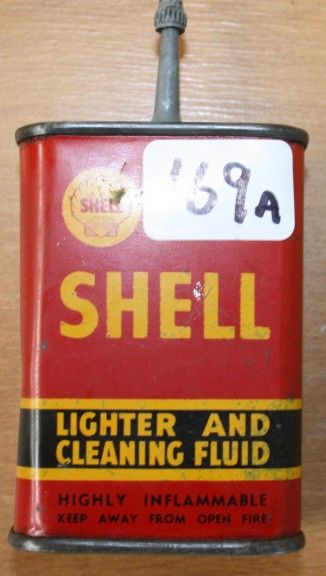 SHELL
169A
SHELL
LIGHTER AND
CLEANING FLUID
HIGHLY INFLAMMABLE
KEEP AWAY FROM OPEN FIRE